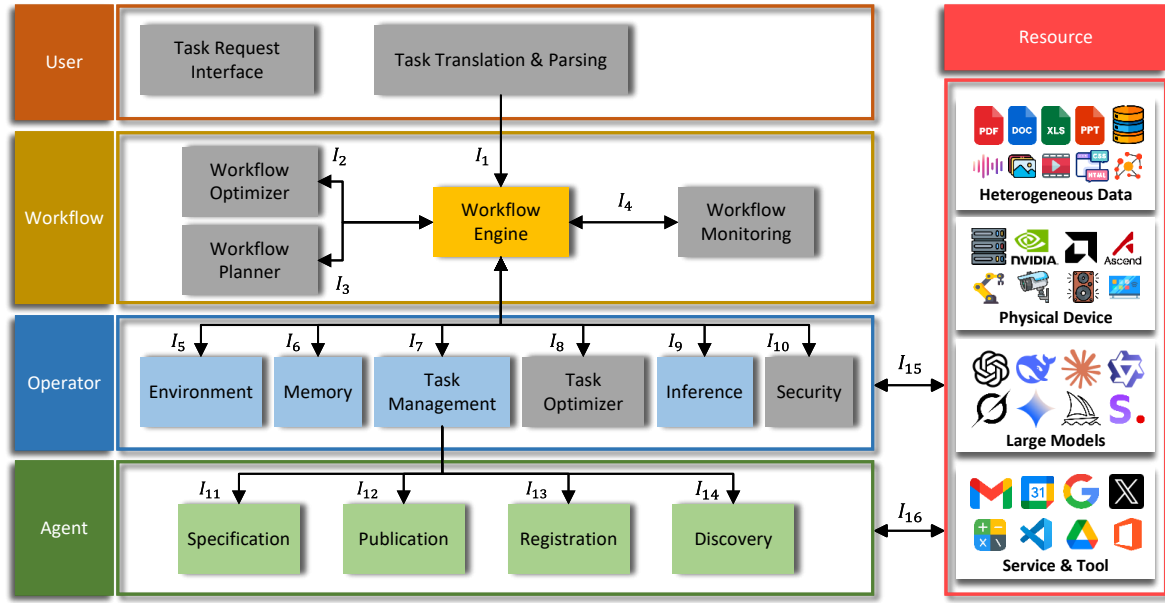 User
Task Request
Interface
Task Translation & Parsing
Resource
Workflow
Workflow
Optimizer
Workflow
Planner
I2
I3
I1
Workflow
Engine
I4
Workflow
Monitoring
Operator
I5
I6
I7
I8
I9
I10
Environment
Memory
Task
Management
Task
Optimizer
Inference
Security
I15
Agent
I11
I12
I13
I14
Specification
Publication
Registration
Discovery
I16
PDF
DOC
XLS
PPT
CSS
HTML
Heterogeneous Data
NVIDIA.
Ascend
Physical Device
S.
Large Models
31
X
Service & Tool